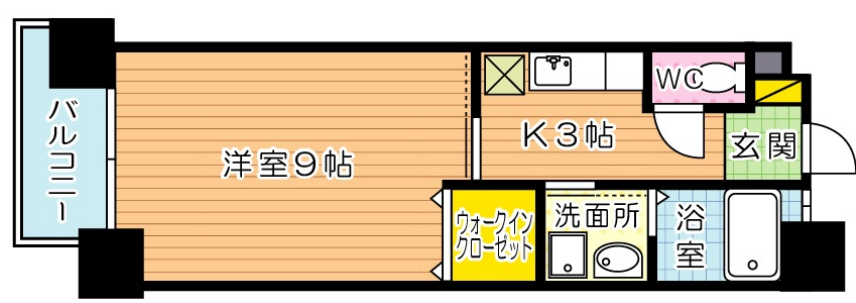 バルコニー
洋室9帖
K3帖
WC
玄関
ウォークイン
クローゼット
洗面所
浴室